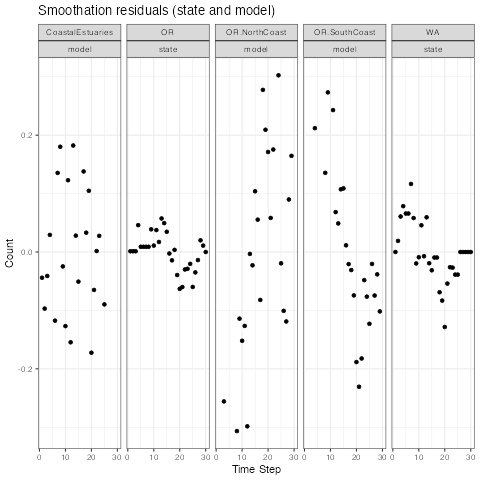 Smoothation residuals (state and model)
CoastalEstuaries OR OR.NorthCoast OR.SouthCoast WA
model state model model state
0.2
0.0
-0.2
Count
0 10 20 30 0 10 20 30 0 10 20 30 0 10 20 30 0 10 20 30
Time Step